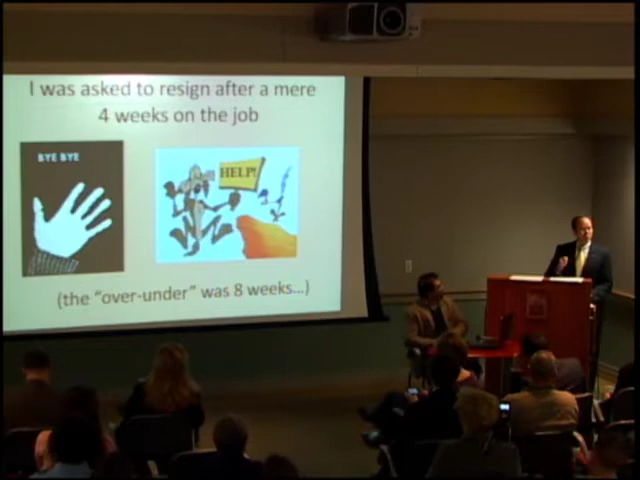 I was asked to resign after a mere
4 weeks on the job
BYE BYE
HELP!
(the "over-under" was 8 weeks...)